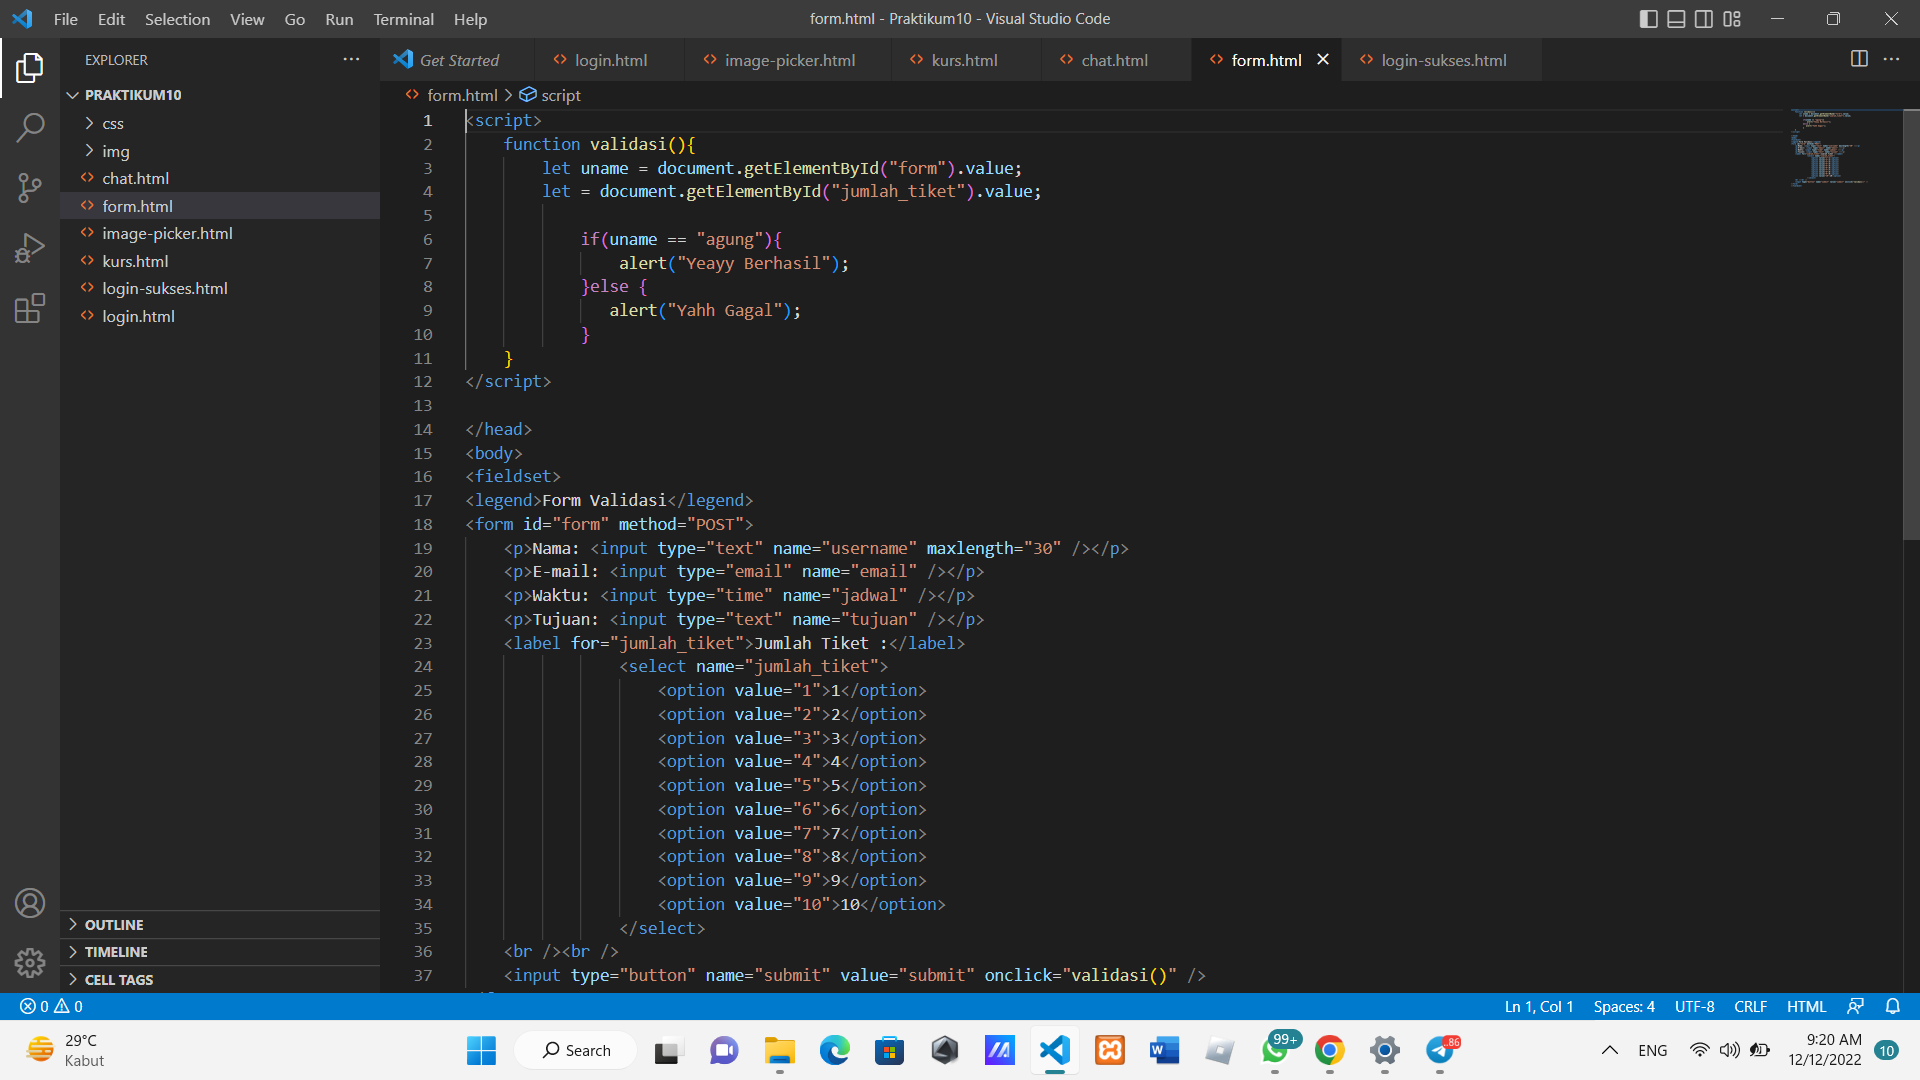 File Edit Selection View Go Run Terminal Help
form.html - Praktikum10 - Visual Studio Code
EXPLORER
PRAKTIKUM10
css
img
chat.html
form.html
image-picker.html
kurs.html
login-sukses.html
login.html
OUTLINE
TIMELINE
CELL TAGS
Get Started login.html image-picker.html kurs.html chat.html form.html login-sukses.html
form.html > script
1 <script>
2     function validasi(){
3         let uname = document.getElementById("form").value;
4         let = document.getElementById("jumlah_tiket").value;
5
6             if(uname == "agung"){
7                 alert("Yeayy Berhasil");
8             }else {
9                alert("Yahh Gagal");
10             }
11     }
12 </script>
13
14 </head>
15 <body>
16 <fieldset>
17 <legend>Form Validasi</legend>
18 <form id="form" method="POST">
19     <p>Nama: <input type="text" name="username" maxlength="30" /></p>
20     <p>E-mail: <input type="email" name="email" /></p>
21     <p>Waktu: <input type="time" name="jadwal" /></p>
22     <p>Tujuan: <input type="text" name="tujuan" /></p>
23     <label for="jumlah_tiket">Jumlah Tiket :</label>
24                 <select name="jumlah_tiket">
25                     <option value="1">1</option>
26                     <option value="2">2</option>
27                     <option value="3">3</option>
28                     <option value="4">4</option>
29                     <option value="5">5</option>
30                     <option value="6">6</option>
31                     <option value="7">7</option>
32                     <option value="8">8</option>
33                     <option value="9">9</option>
34                     <option value="10">10</option>
35                 </select>
36     <br /><br />
37     <input type="button" name="submit" value="submit" onclick="validasi()" />
0 0
Ln 1, Col 1 Spaces: 4 UTF-8 CRLF HTML
29°C
Kabut
Search
99+
..86
ENG
9:20 AM
12/12/2022
10